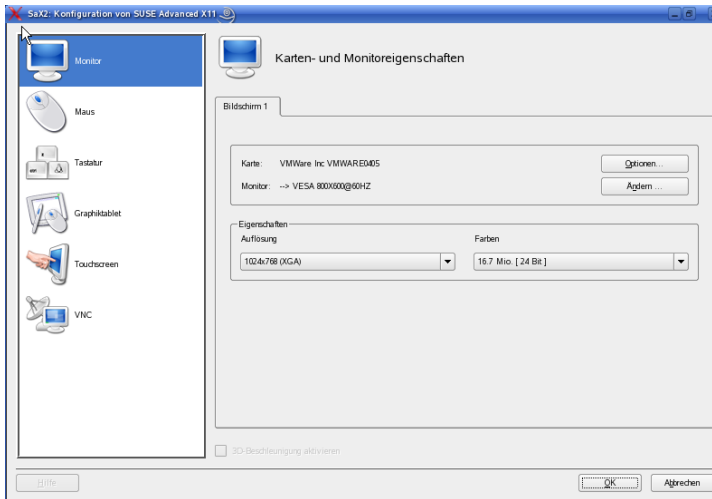 SaX2: Konfiguration von SUSE Advanced X11
Monitor
Maus
Tastatur
Graphiktablet
Touchscreen
VNC
Karten- und Monitoreigenschaften
Bildschirm 1
Karte: VMWare Inc VMWARE0405
Optionen...
Monitor: --> VESA 800X600@60HZ
Ändern ...
Eigenschaften
Auflösung
Farben
1024x768 (XGA)
16.7 Mio. [ 24 Bit ]
3D-Beschleunigung aktivieren
Hilfe
OK
Abbrechen